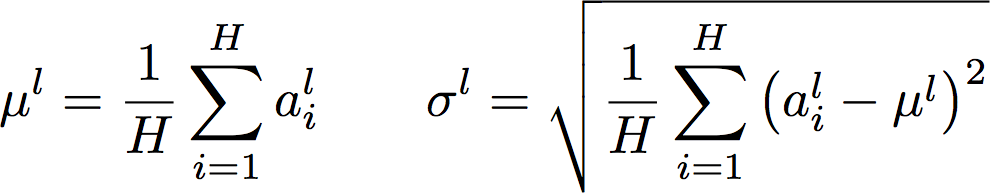 μ^l = \frac{1}{H} \sum_{i=1}^{H} a_i^l    σ^l = \sqrt{\frac{1}{H} \sum_{i=1}^{H} (a_i^l − μ^l)^2}